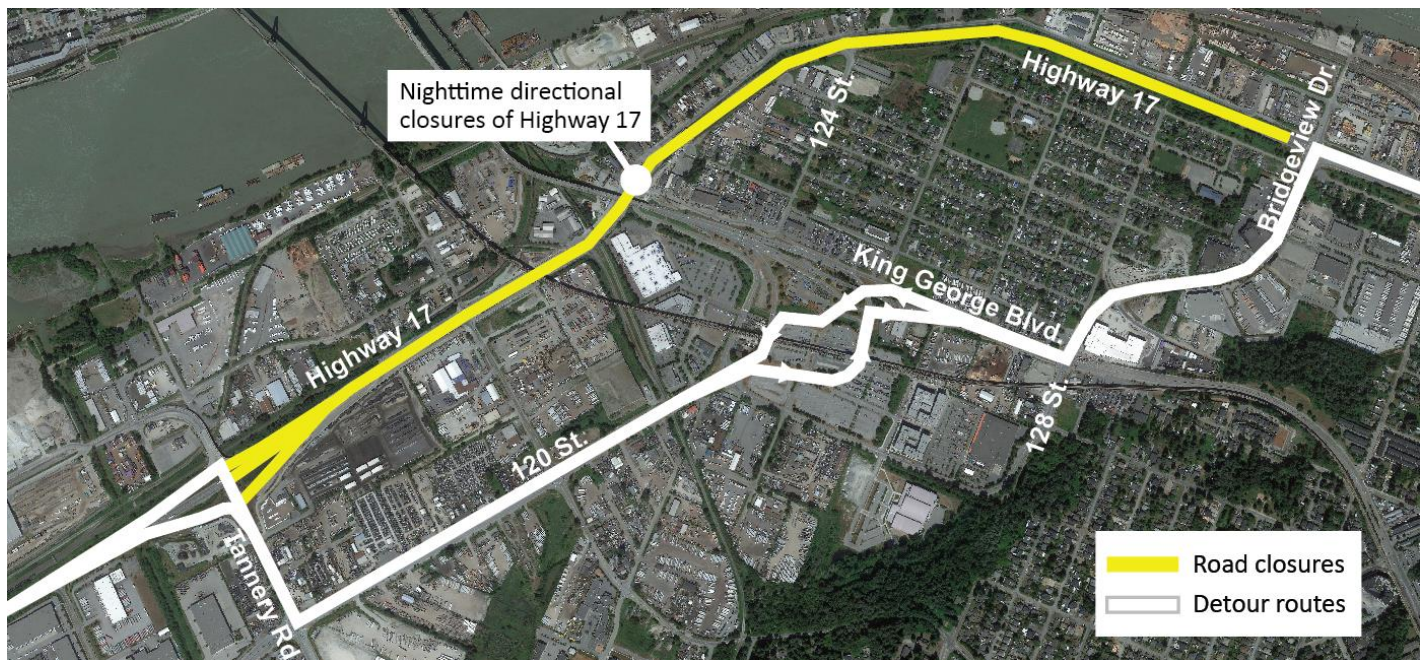 Nighttime directional
closures of Highway 17
124 St.
Highway 17
Bridgeview Dr.
King George Blvd.
Highway 17
128 St.
120 St.
Tannery Rd.
Road closures
Detour routes